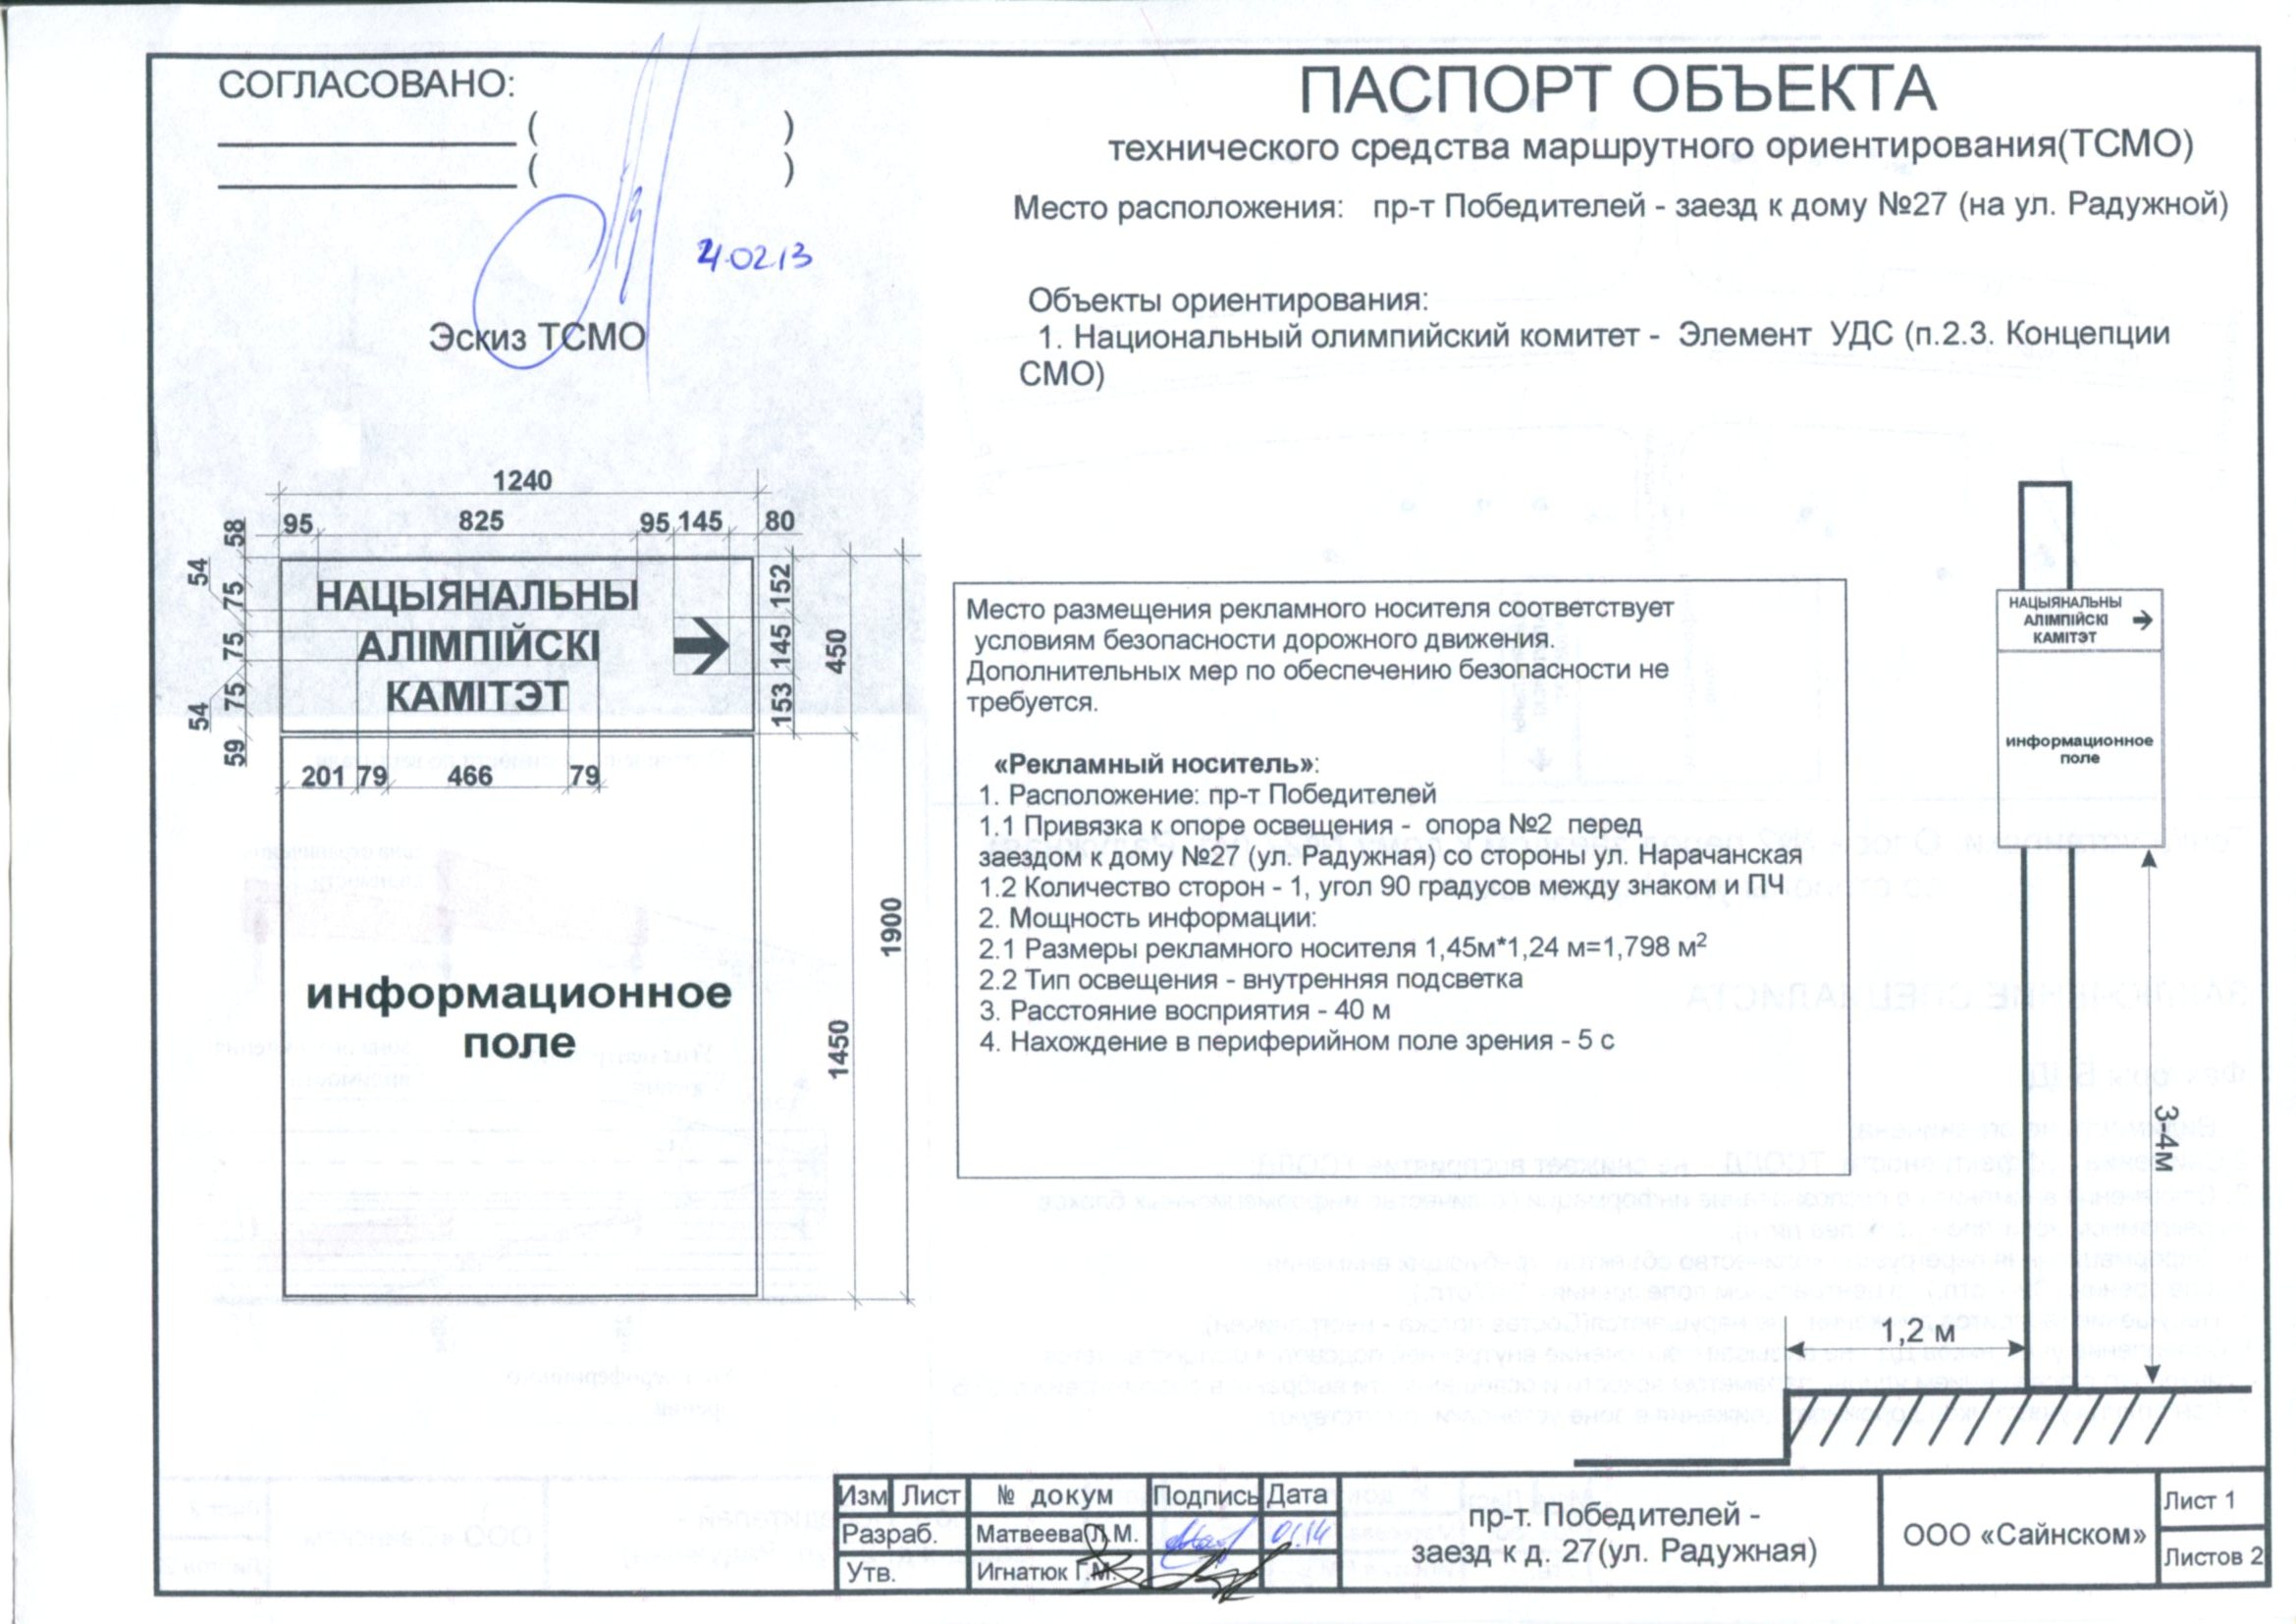 СОГЛАСОВАНО:
( )
( )
4.02.13
Эскиз ТСМО
ПАСПОРТ ОБЪЕКТА
технического средства маршрутного ориентирования(ТСМО)
Место расположения: пр-т Победителей - заезд к дому №27 (на ул. Радужной)
Объекты ориентирования:
1. Национальный олимпийский комитет - Элемент УДС (п.2.3. Концепции
СМО)
1240
95 825 95 145 80
58
54
75
75
75
54
59
НАЦЫЯНАЛЬНЫ
АЛІМПІЙСКІ
КАМІТЭТ
152
145
153
450
201 79 466 79
1900
1450
информационное
поле
Место размещения рекламного носителя соответствует
условиям безопасности дорожного движения.
Дополнительных мер по обеспечению безопасности не
требуется.
«Рекламный носитель»:
1. Расположение: пр-т Победителей
1.1 Привязка к опоре освещения - опора №2 перед
заездом к дому №27 (ул. Радужная) со стороны ул. Нарачанская
1.2 Количество сторон - 1, угол 90 градусов между знаком и ПЧ
2. Мощность информации:
2.1 Размеры рекламного носителя 1,45м*1,24 м=1,798 м²
2.2 Тип освещения - внутренняя подсветка
3. Расстояние восприятия - 40 м
4. Нахождение в периферийном поле зрения - 5 с
НАЦЫЯНАЛЬНЫ
АЛІМПІЙСКІ
КАМІТЭТ
информационное
поле
3-4м
1,2 м
Изм Лист № докум Подпись Дата
Разраб. Матвеева Л.М. 01.14
Утв. Игнатюк Г.М.
пр-т. Победителей -
заезд к д. 27(ул. Радужная)
ООО «Сайнском»
Лист 1
Листов 2